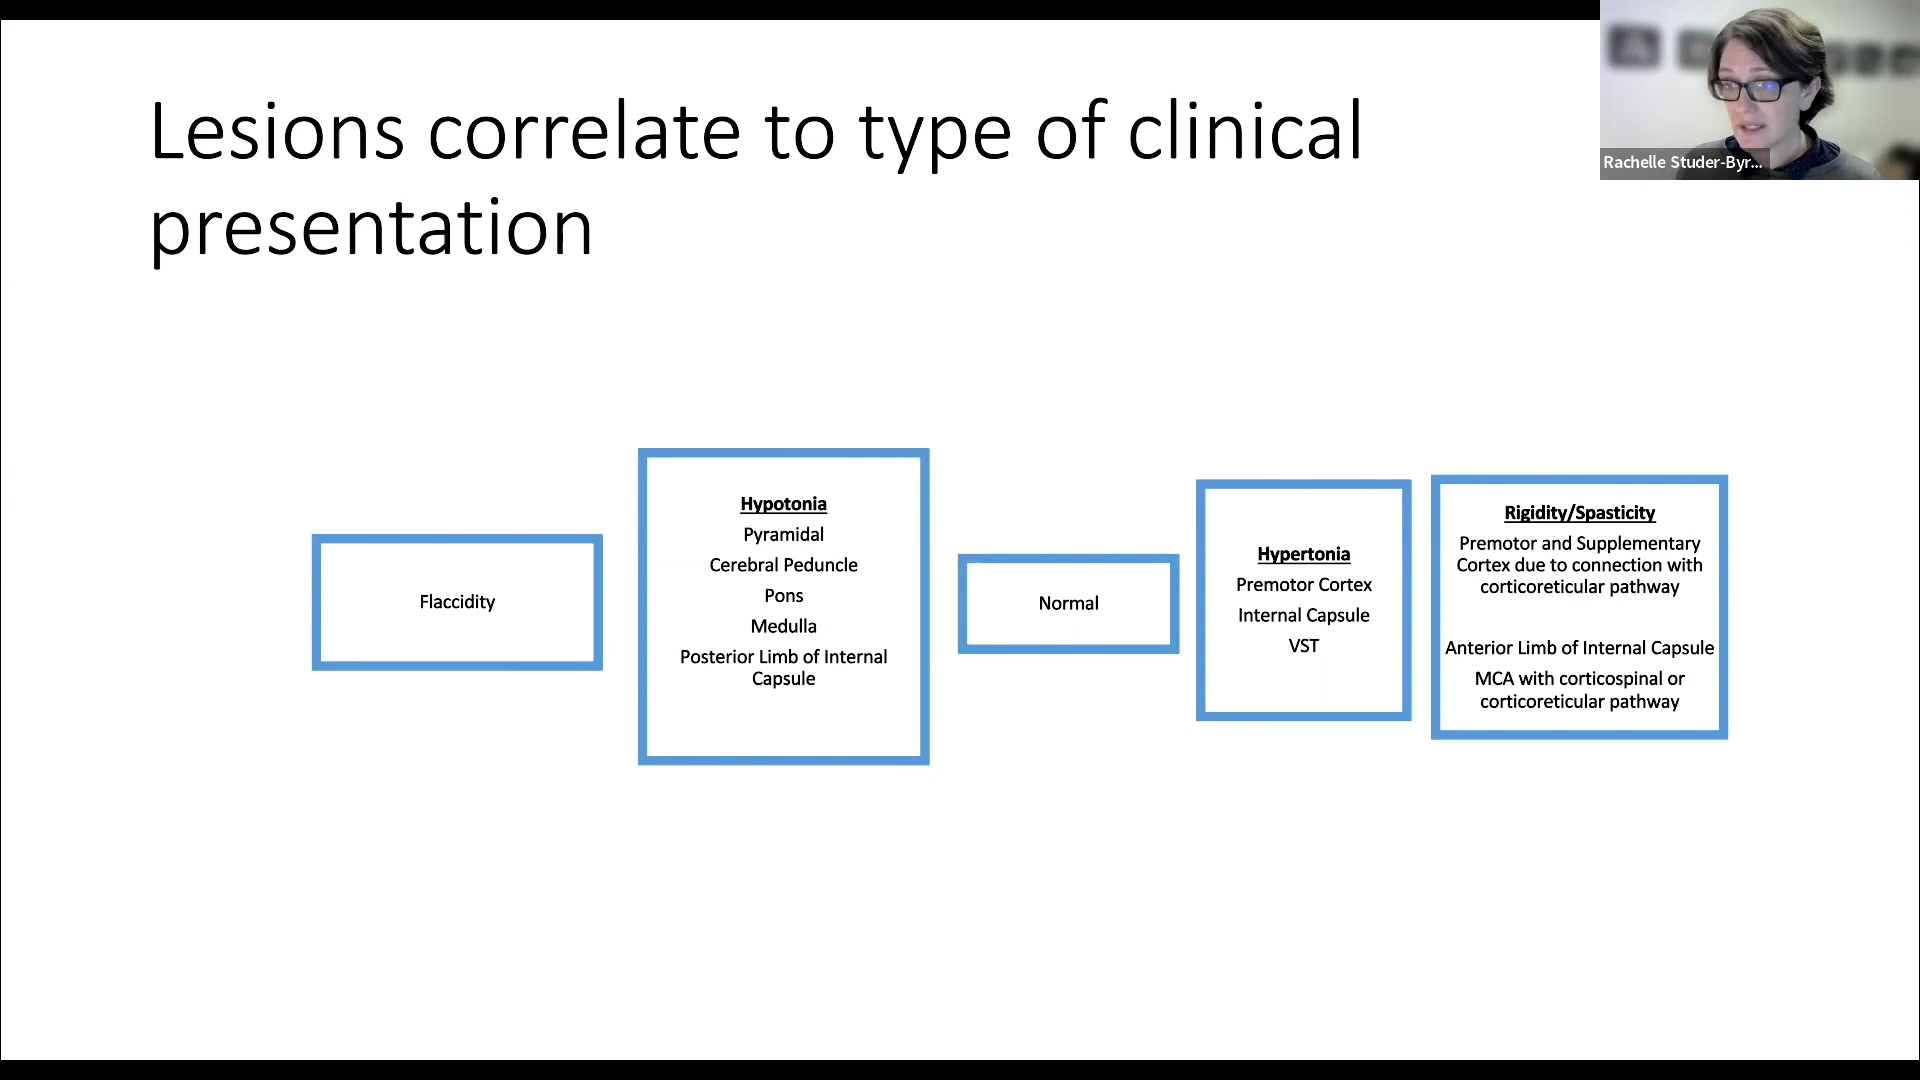 Lesions correlate to type of clinical
presentation
Rachelle Studer-Byr...
Flaccidity
Hypotonia
Pyramidal
Cerebral Peduncle
Pons
Medulla
Posterior Limb of Internal
Capsule
Normal
Hypertonia
Premotor Cortex
Internal Capsule
VST
Rigidity/Spasticity
Premotor and Supplementary
Cortex due to connection with
corticoreticular pathway
Anterior Limb of Internal Capsule
MCA with corticospinal or
corticoreticular pathway